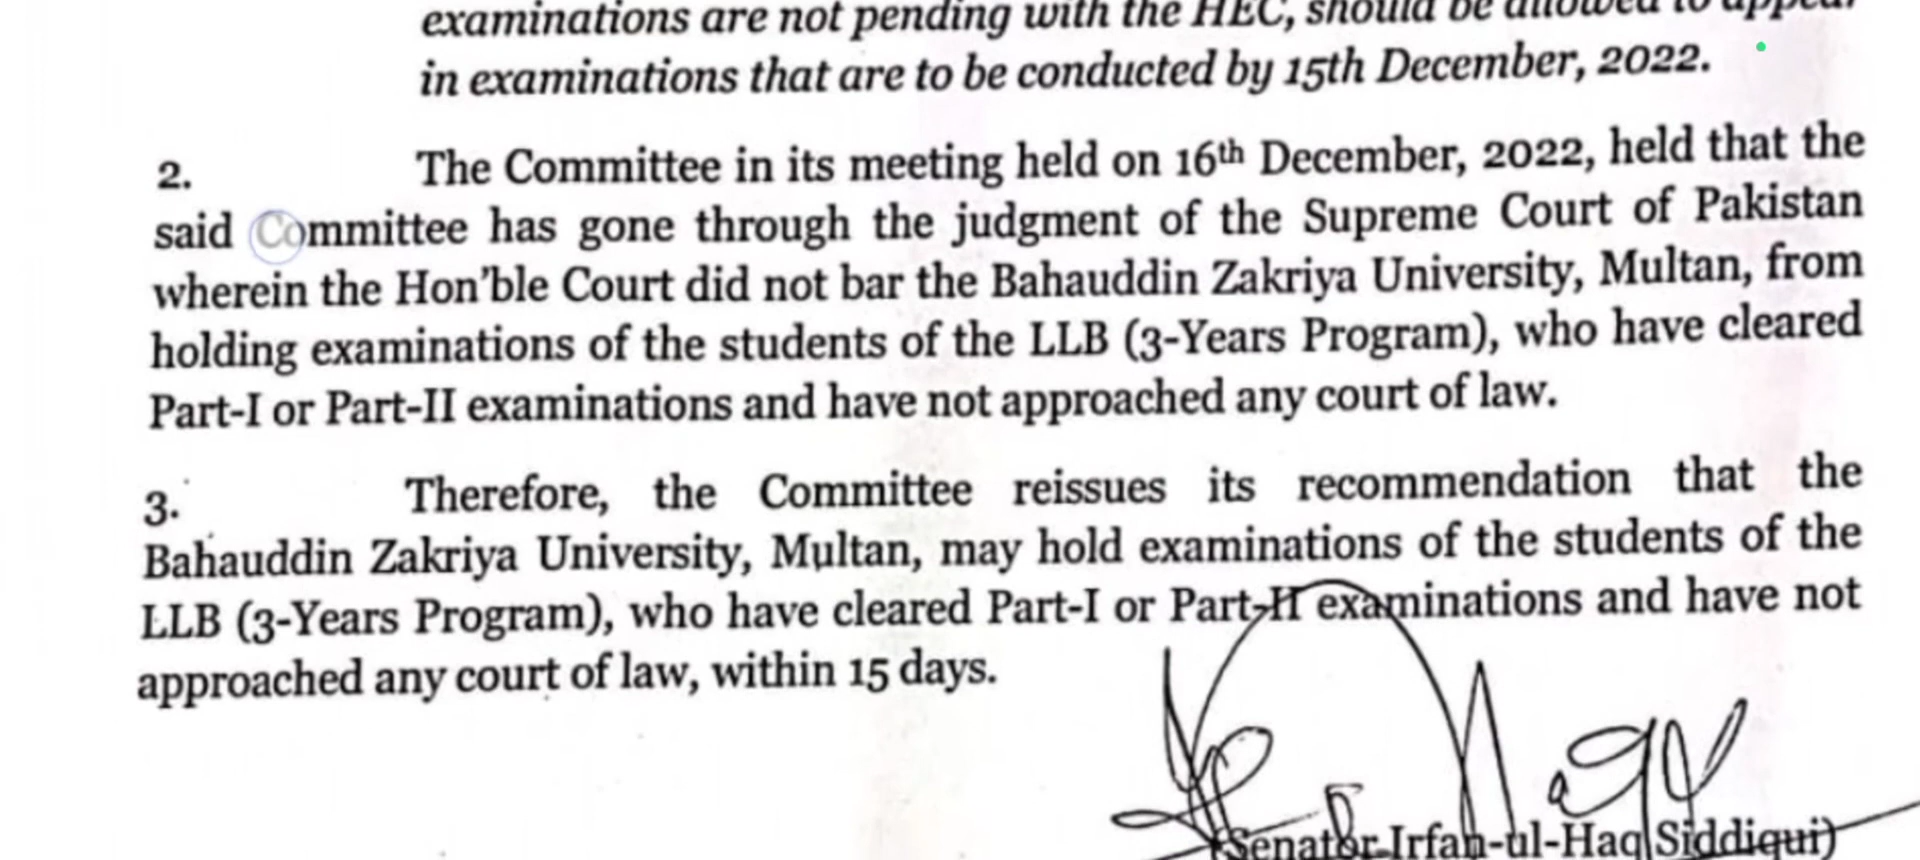 examinations are not pending with the HEC, should be allowed to appear
in examinations that are to be conducted by 15th December, 2022.
2. The Committee in its meeting held on 16th December, 2022, held that the
said Committee has gone through the judgment of the Supreme Court of Pakistan
wherein the Hon'ble Court did not bar the Bahauddin Zakriya University, Multan, from
holding examinations of the students of the LLB (3-Years Program), who have cleared
Part-I or Part-II examinations and have not approached any court of law.
3. Therefore, the Committee reissues its recommendation that the
Bahauddin Zakriya University, Multan, may hold examinations of the students of the
LLB (3-Years Program), who have cleared Part-I or Part-II examinations and have not
approached any court of law, within 15 days.
(Senator Irfan-ul-Haq Siddiqui)